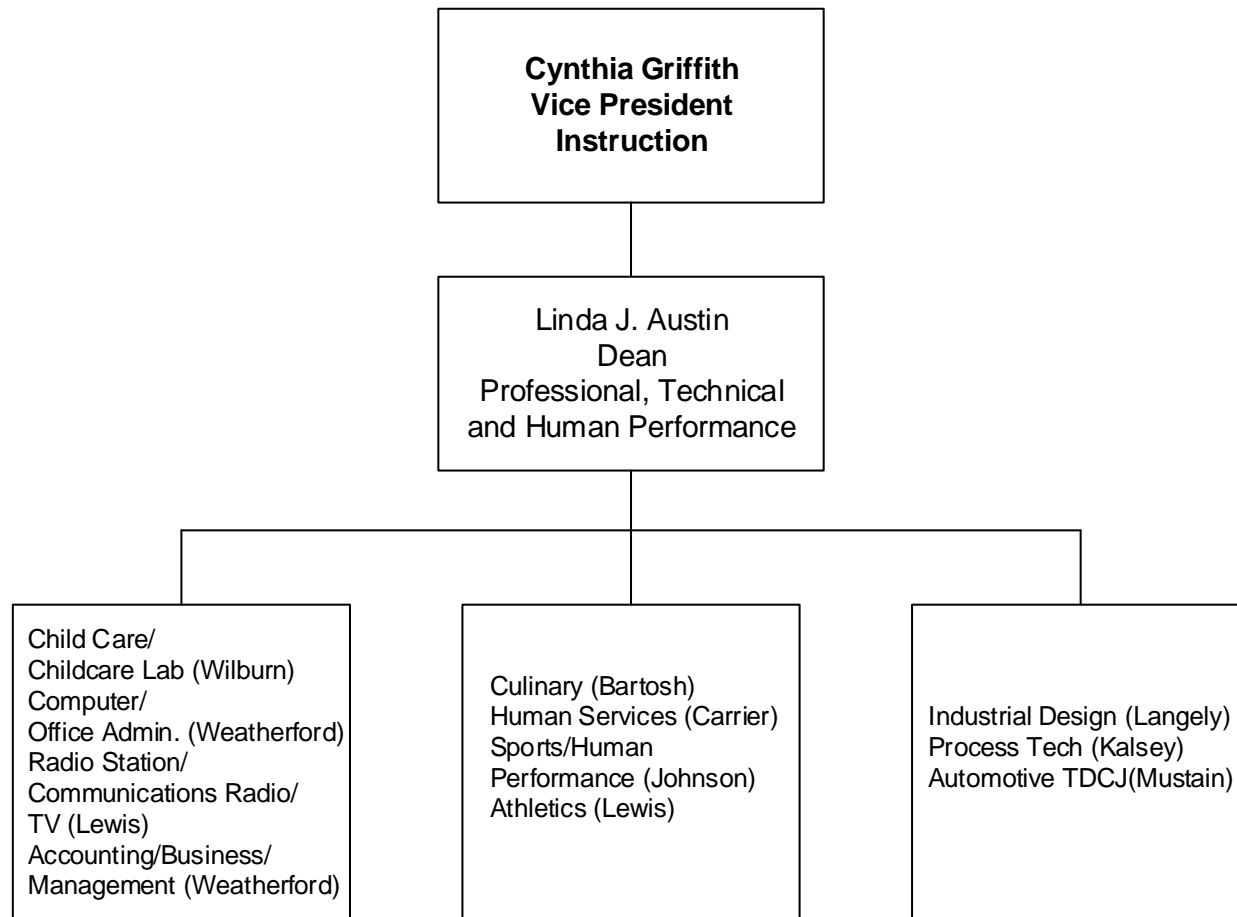 Cynthia Griffith
Vice President
Instruction
Linda J. Austin
Dean
Professional, Technical
and Human Performance
Child Care/
Childcare Lab (Wilburn)
Computer/
Office Admin. (Weatherford)
Radio Station/
Communications Radio/
TV (Lewis)
Accounting/Business/
Management (Weatherford)
Culinary (Bartosh)
Human Services (Carrier)
Sports/Human
Performance (Johnson)
Athletics (Lewis)
Industrial Design (Langely)
Process Tech (Kalsey)
Automotive TDCJ(Mustain)